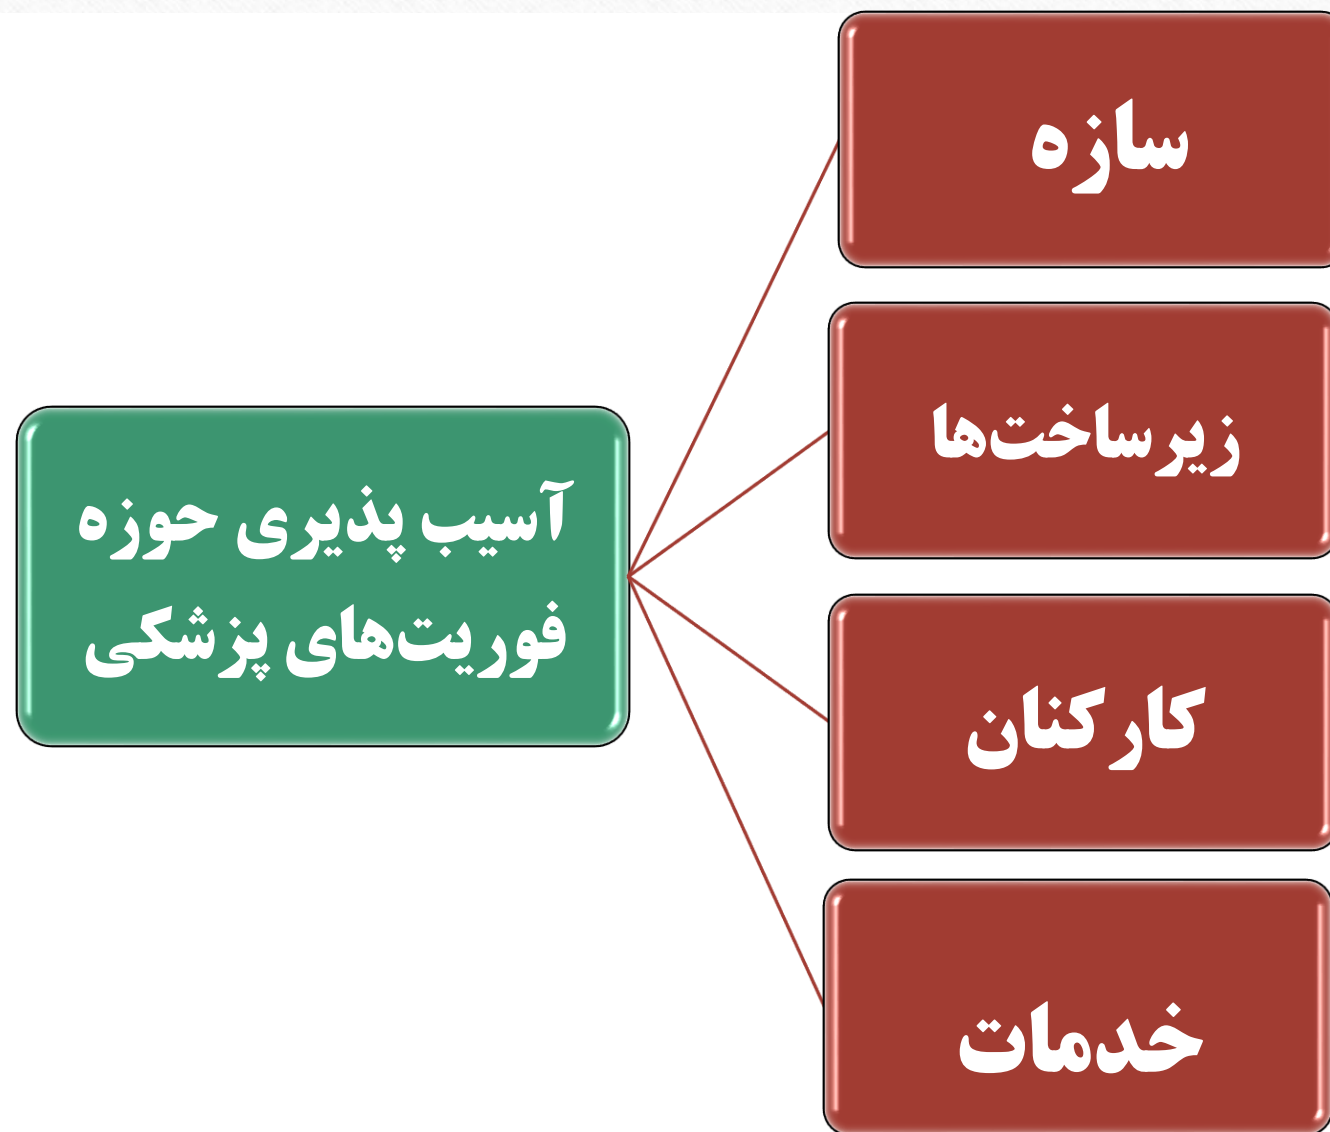 آسیب پذیری حوزه
فوریت‌های پزشکی
سازه
زیرساخت‌ها
کارکنان
خدمات